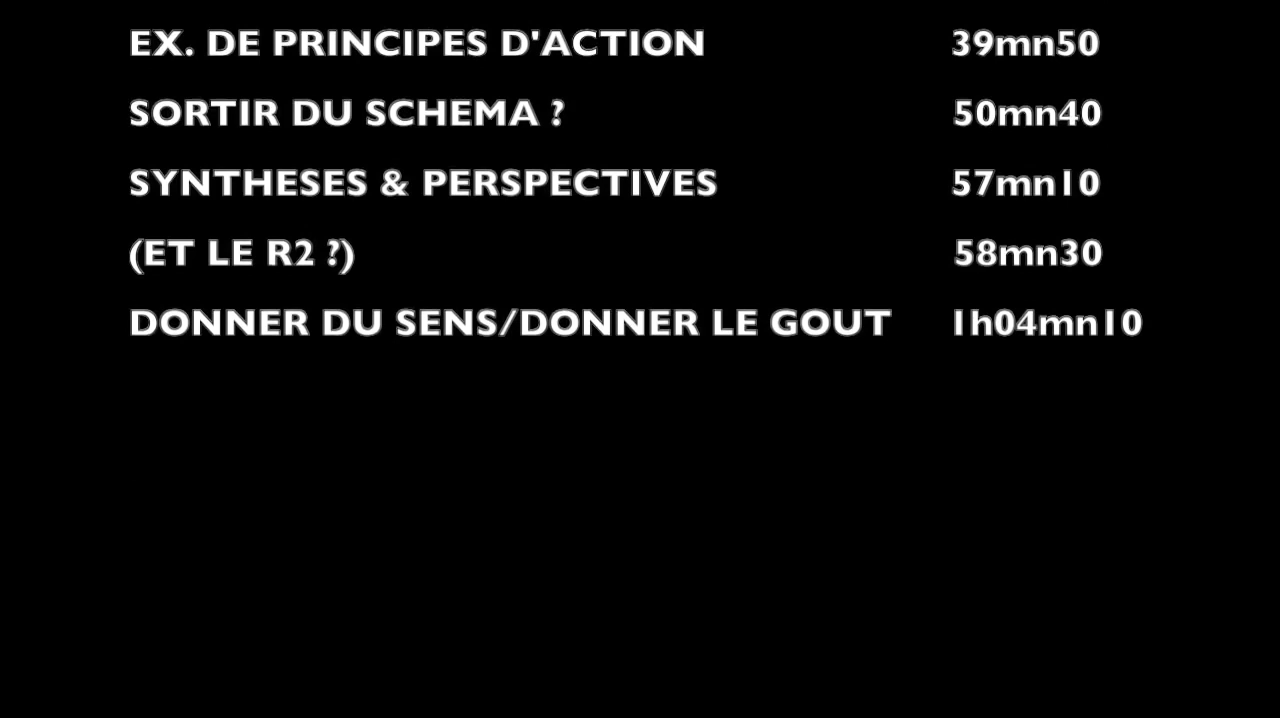 EX. DE PRINCIPES D'ACTION 39mn50
SORTIR DU SCHEMA ? 50mn40
SYNTHESES & PERSPECTIVES 57mn10
(ET LE R2 ?) 58mn30
DONNER DU SENS/DONNER LE GOUT 1h04mn10